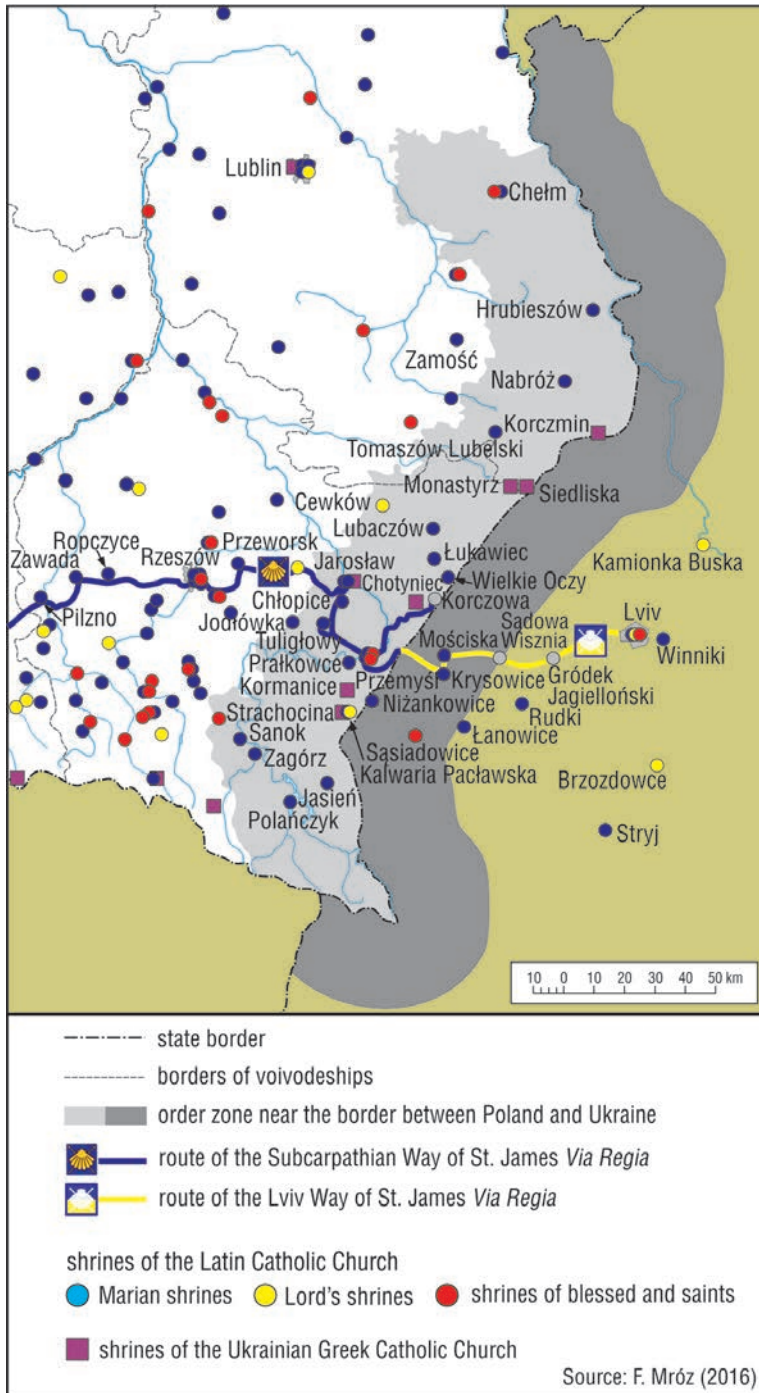 Lublin
Chełm
Hrubieszów
Zamość
Nabróż
Korczmin
Tomaszów Lubelski
Monastyrz
Siedliska
Cewków
Lubaczów
Ropczyce
Przeworsk
Jarosław
Łukawiec
Kamionka Buska
Zawada
Rzeszów
Chotyniec
Wielkie Oczy
Pilzno
Chłopice
Korczowa
Jodłówka
Sądowa
Wisznia
Lviv
Tuligłowy
Mościska
Winniki
Prałkowce
Przemyśl
Krysowice
Gródek
Jagielloński
Kormanice
Niżankowice
Rudki
Strachocina
Łanowice
Sanok
Sąsiadowice
Zagórz
Kalwaria Pacławska
Brzozdowce
Jasień
Polańczyk
Stryj
10 0 10 20 30 40 50 km
state border
borders of voivodeships
order zone near the border between Poland and Ukraine
route of the Subcarpathian Way of St. James Via Regia
route of the Lviv Way of St. James Via Regia
shrines of the Latin Catholic Church
Marian shrines
Lord's shrines
shrines of blessed and saints
shrines of the Ukrainian Greek Catholic Church
Source: F. Mróz (2016)